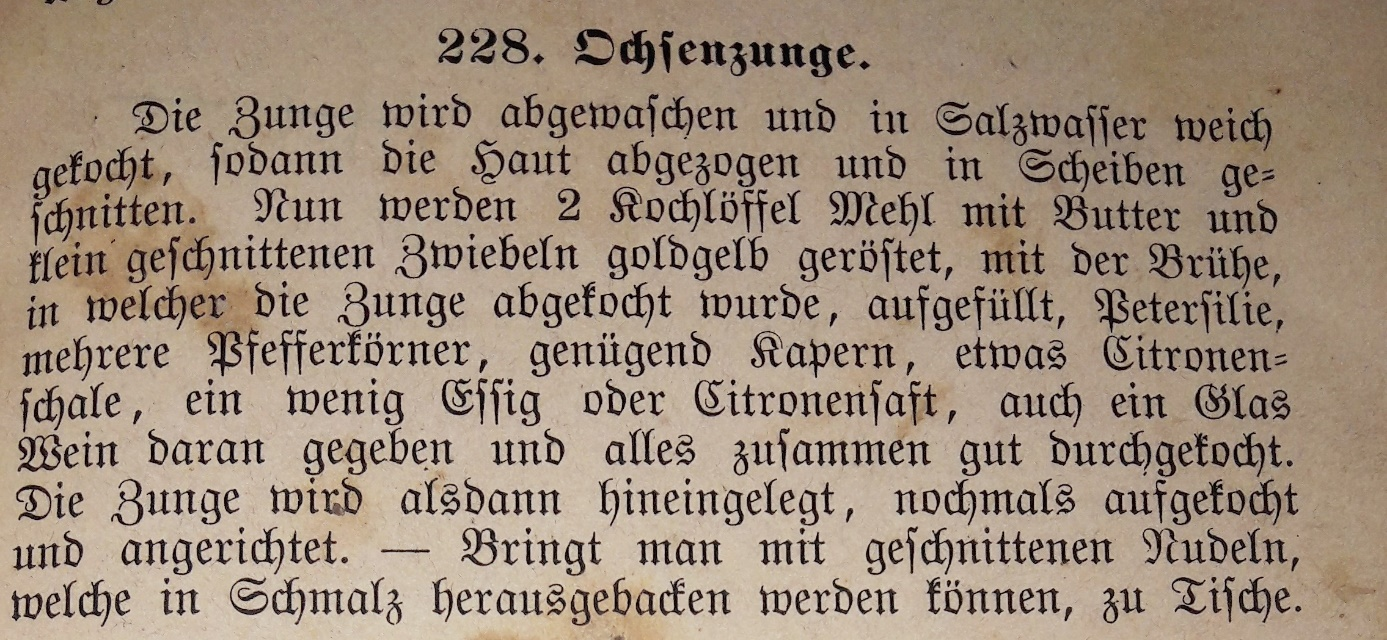 228. Ochsenzunge.
Die Zunge wird abgewaschen und in Salzwasser weich
gekocht, sodann die Haut abgezogen und in Scheiben ge-
schnitten. Nun werden 2 Kochlöffel Mehl mit Butter und
klein geschnittenen Zwiebeln goldgelb geröstet, mit der Brühe,
in welcher die Zunge abgekocht wurde, aufgefüllt, Petersilie,
mehrere Pfefferkörner, genügend Kapern, etwas Citronen-
schale, ein wenig Essig oder Citronensaft, auch ein Glas
Wein daran gegeben und alles zusammen gut durchgekocht.
Die Zunge wird alsdann hineingelegt, nochmals aufgekocht
und angerichtet. — Bringt man mit geschnittenen Nudeln,
welche in Schmalz herausgebacken werden können, zu Tische.